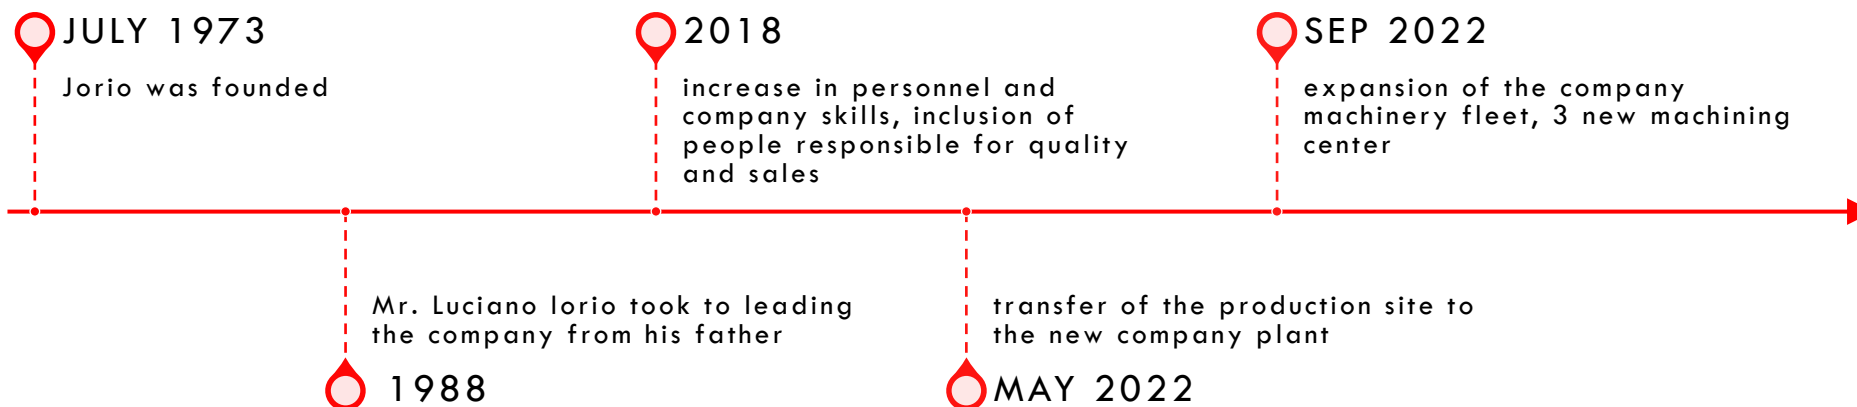 JULY 1973
Jorio was founded
1988
Mr. Luciano Iorio took to leading
the company from his father
2018
increase in personnel and
company skills, inclusion of
people responsible for quality
and sales
MAY 2022
transfer of the production site to
the new company plant
SEP 2022
expansion of the company
machinery fleet, 3 new machining
center